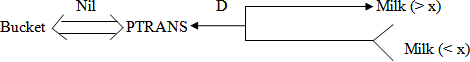 Nil D Milk (> x)
Bucket PTRANS
Milk (< x)